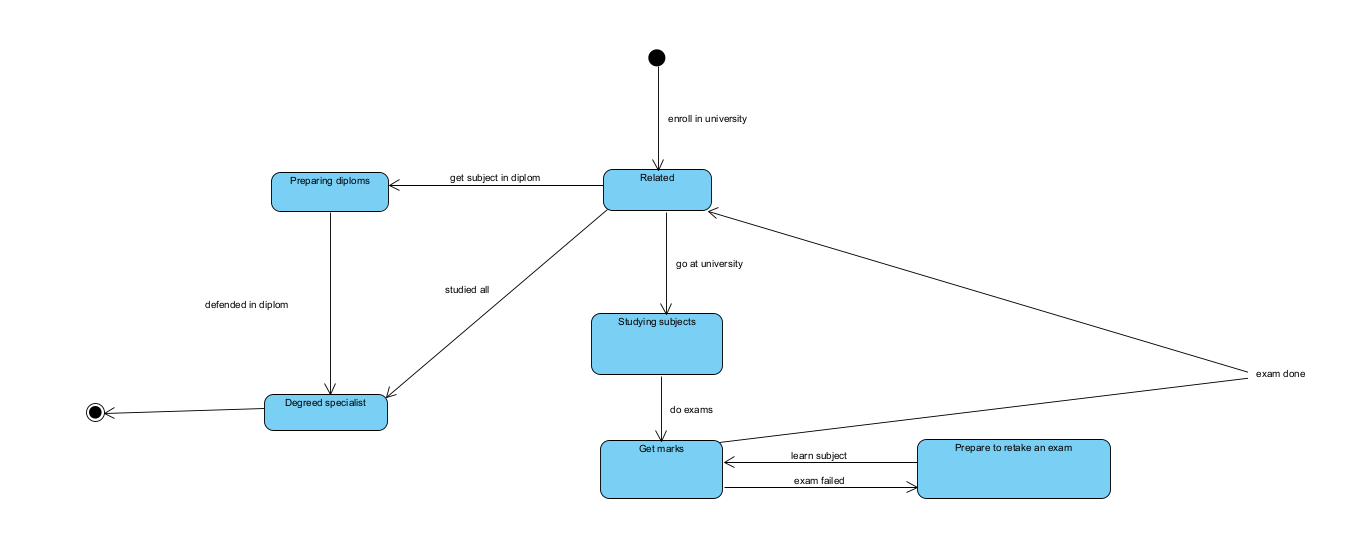 enroll in university
Preparing diploms
get subject in diplom
Related
go at university
studied all
defended in diplom
Studying subjects
exam done
Degreed specialist
do exams
Get marks
learn subject
exam failed
Prepare to retake an exam